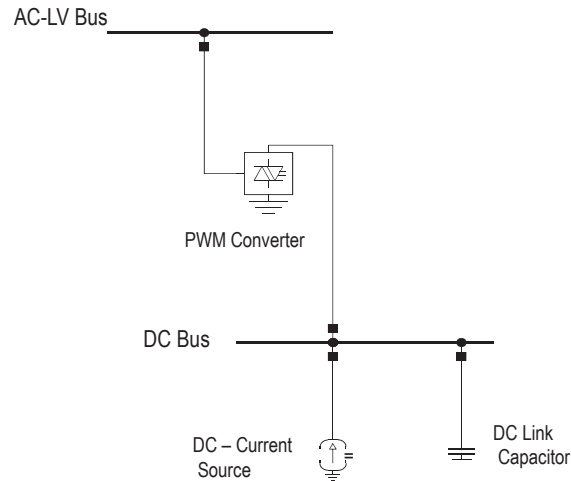 AC-LV Bus
PWM Converter
DC Bus
DC – Current
Source
DC Link
Capacitor